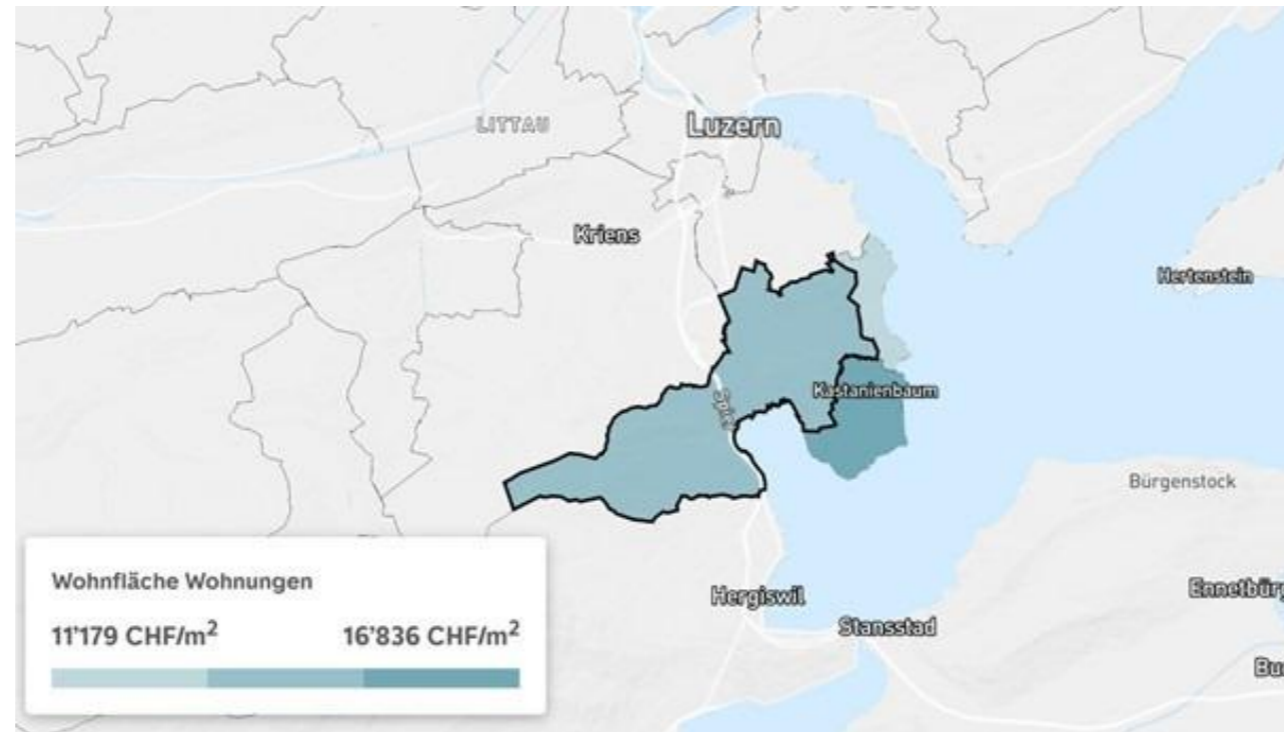 LITTAU
Luzern
Kriens
Hertenstein
Kastanienbaum
Bürgenstock
Wohnfläche Wohnungen
11'179 CHF/m² 16'836 CHF/m²
Hergiswil
Stansstad